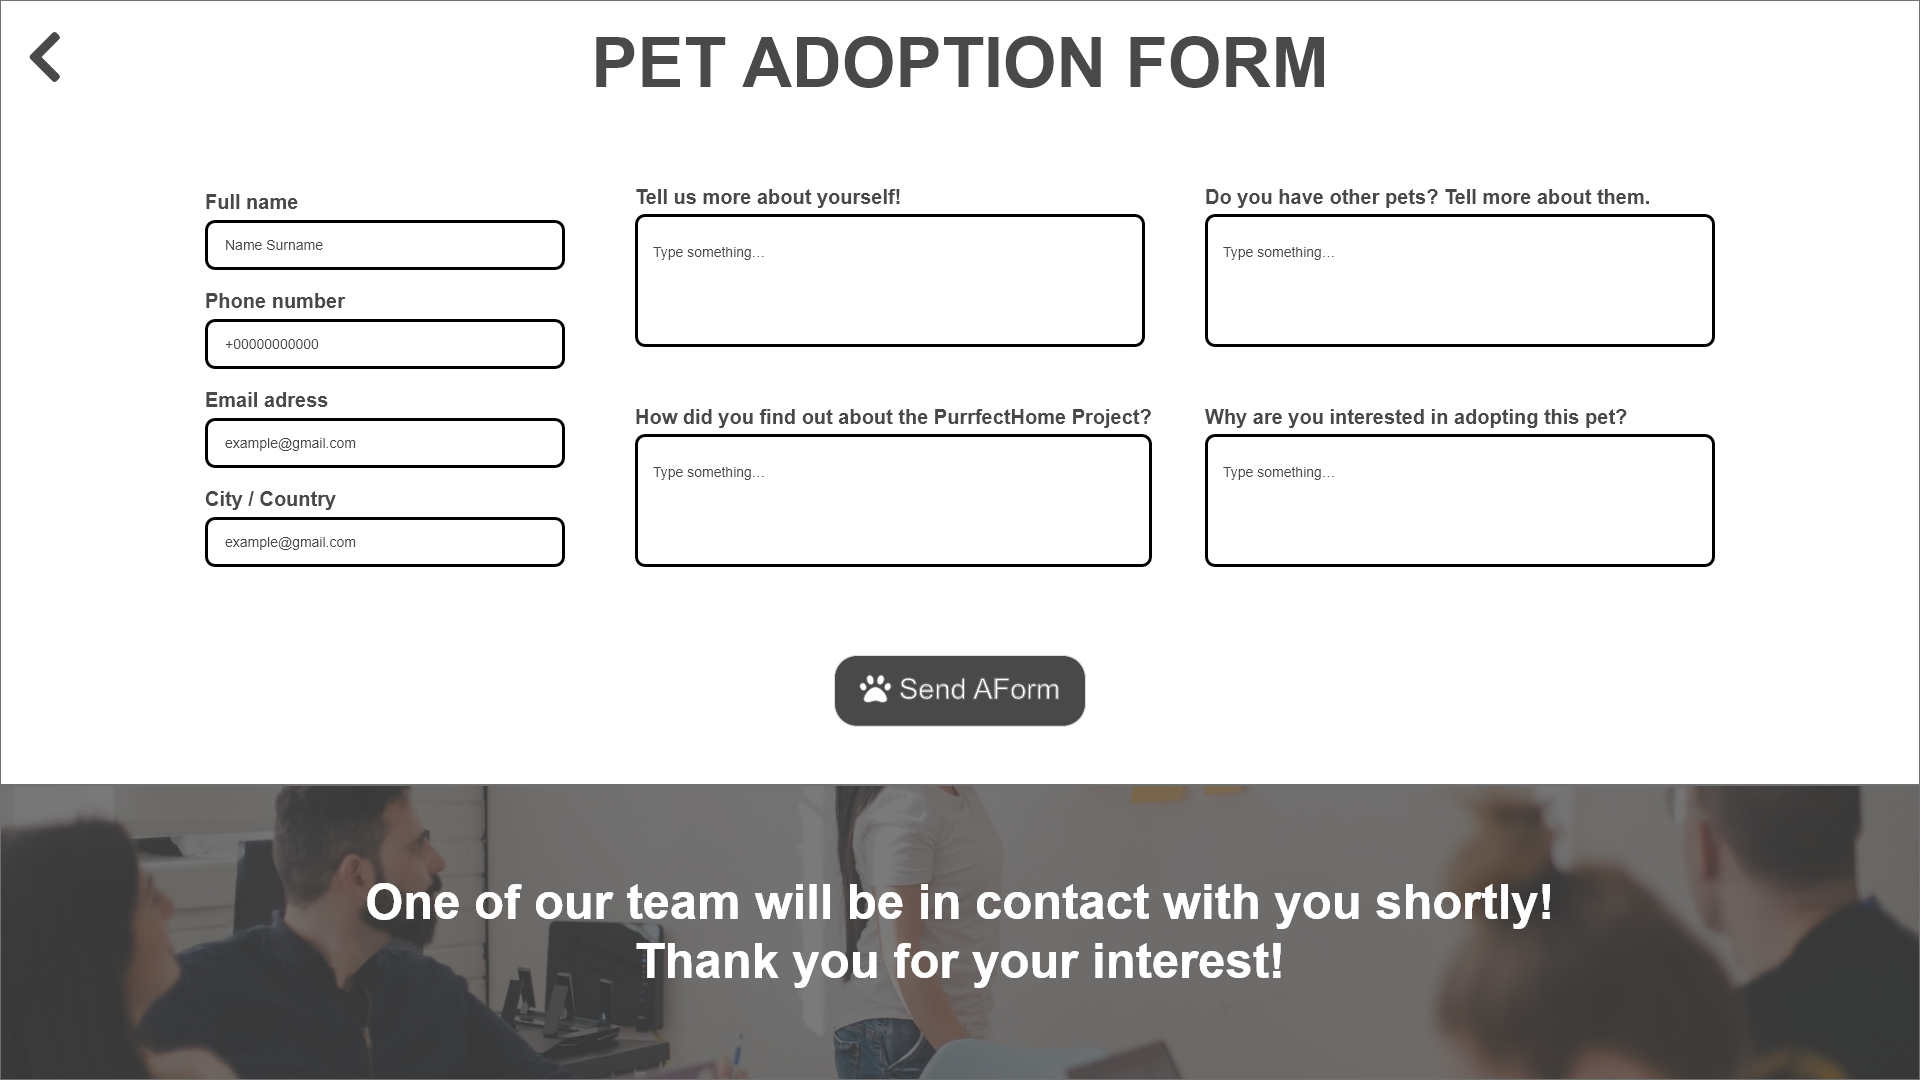 PET ADOPTION FORM
Full name
Name Surname
Phone number
+00000000000
Email adress
example@gmail.com
City / Country
example@gmail.com
Tell us more about yourself!
Type something…
How did you find out about the PurrfectHome Project?
Type something…
Do you have other pets? Tell more about them.
Type something…
Why are you interested in adopting this pet?
Type something…
Send AForm
One of our team will be in contact with you shortly!
Thank you for your interest!